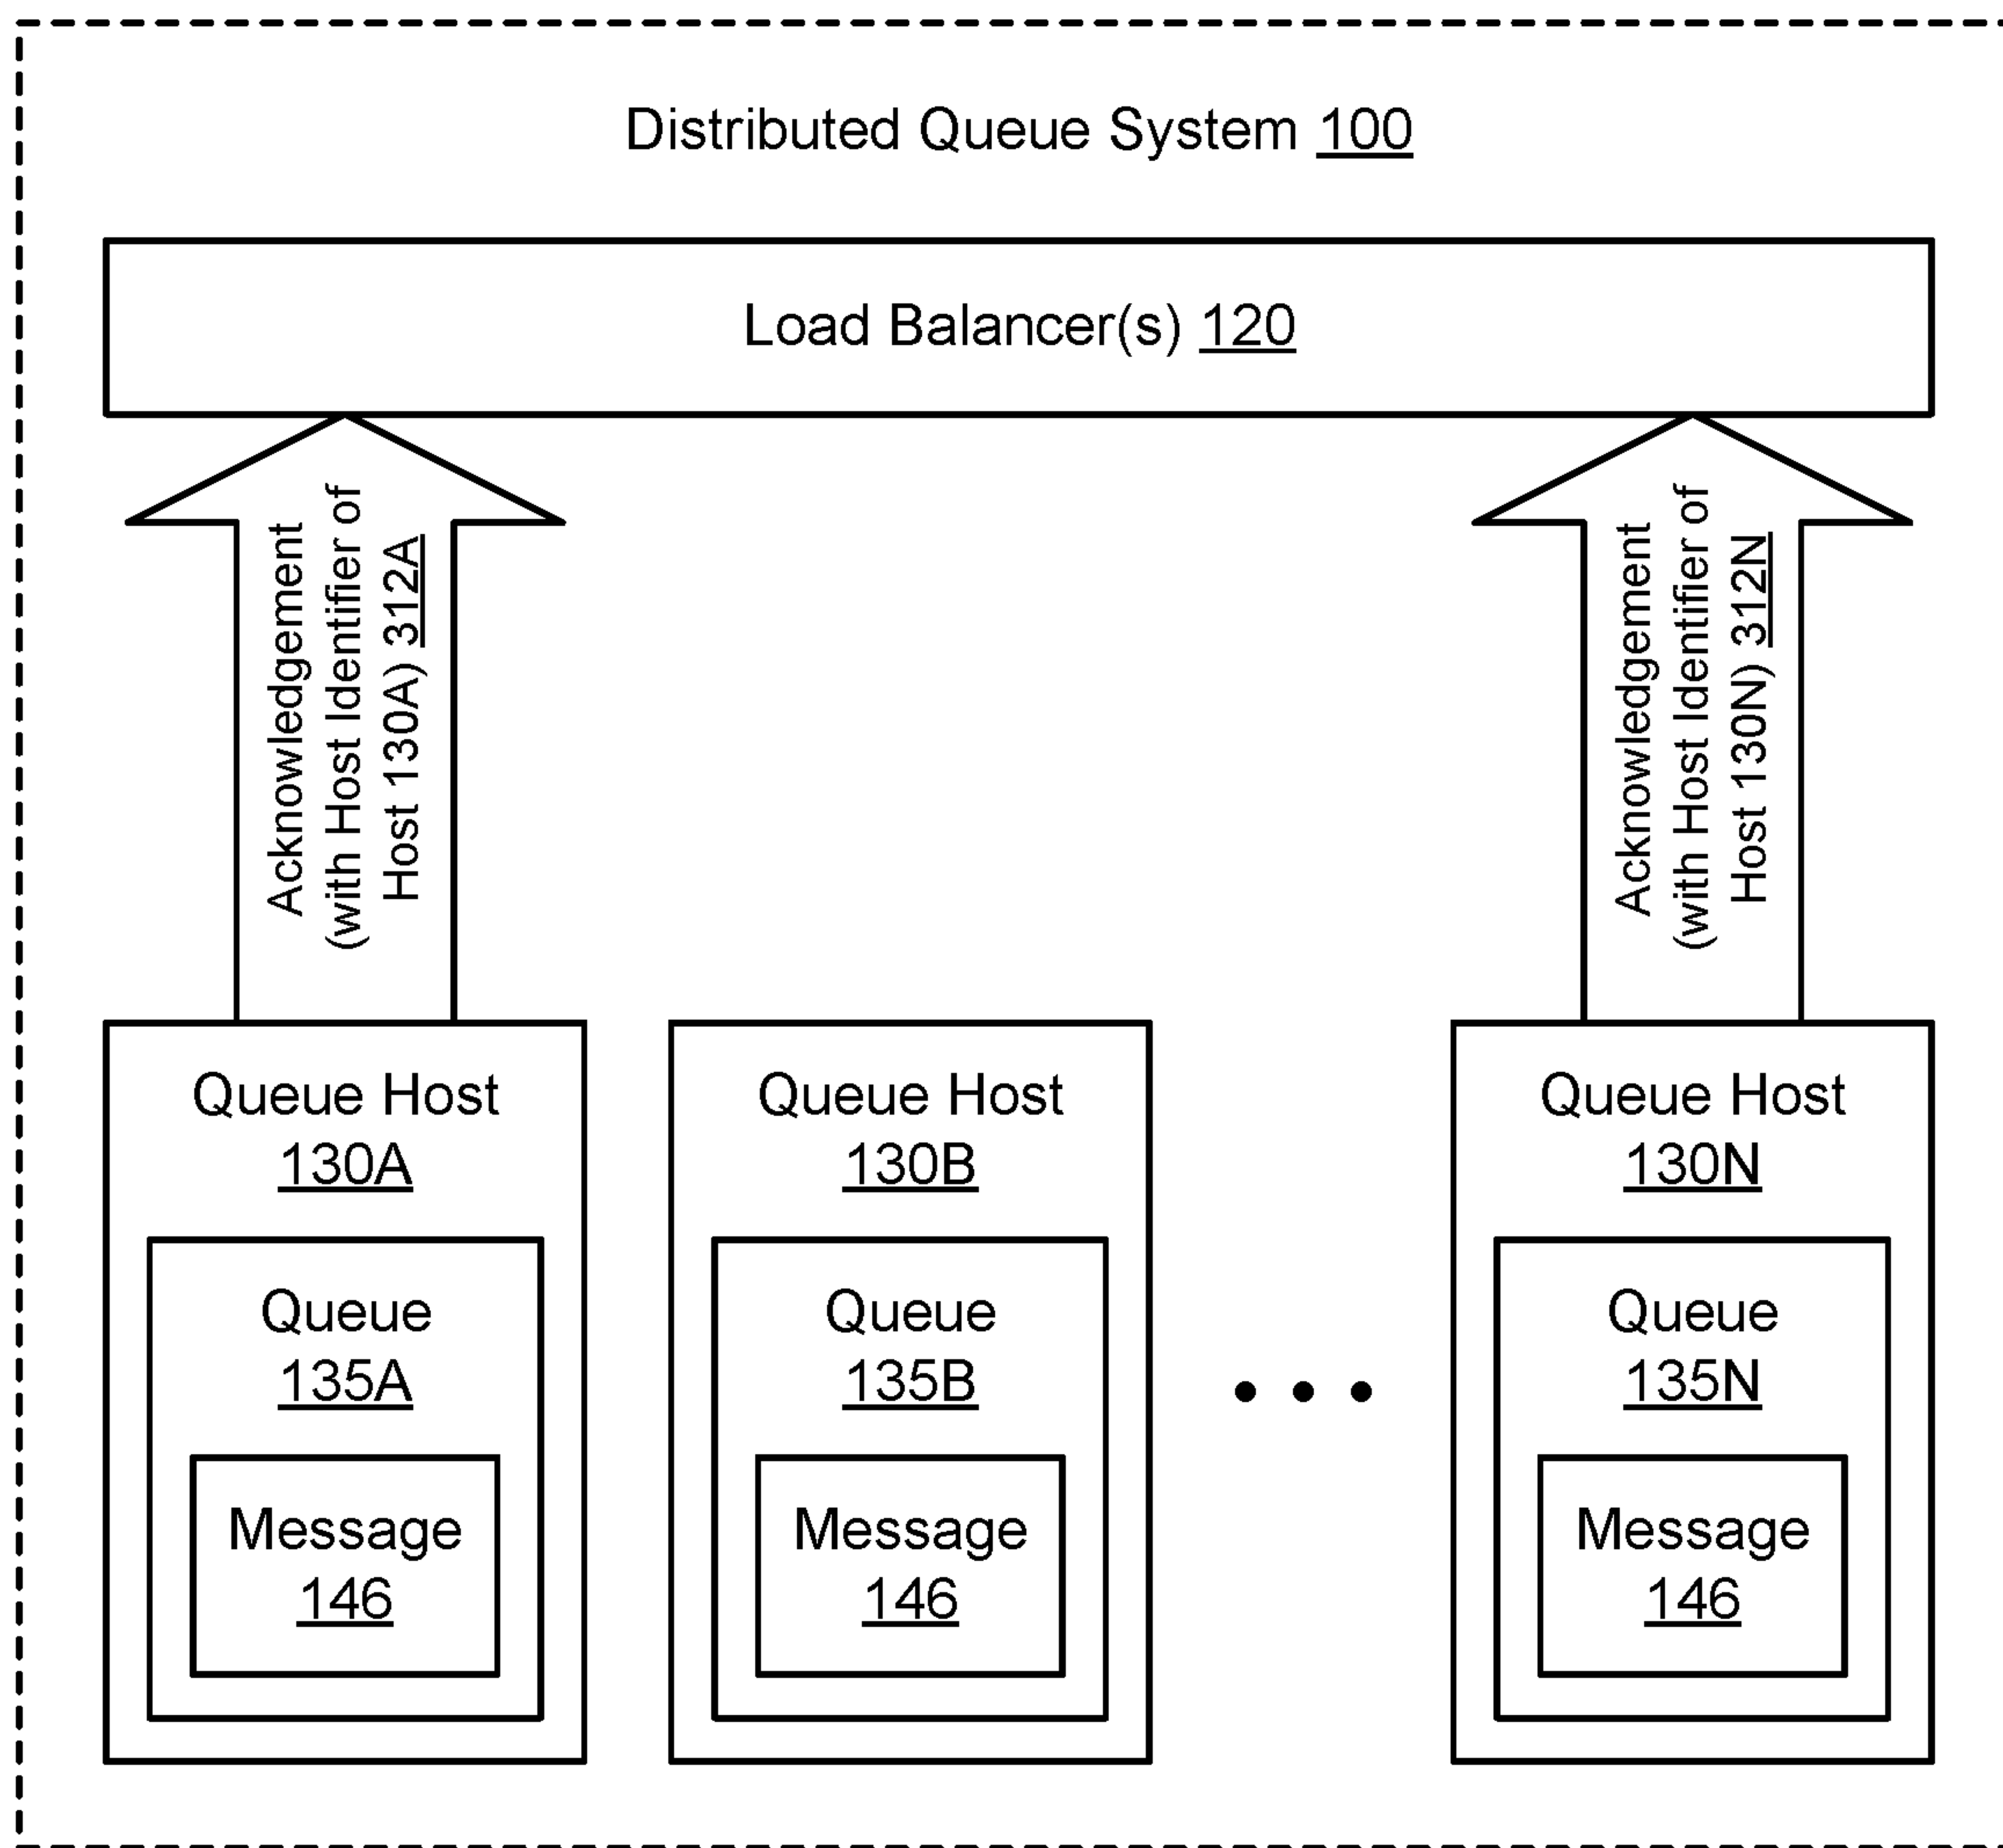 Distributed Queue System 100
Load Balancer(s) 120
Acknowledgement
(with Host Identifier of
Host 130A) 312A
Acknowledgement
(with Host Identifier of
Host 130N) 312N
Queue Host
130A
Queue
135A
Message
146
Queue Host
130B
Queue
135B
Message
146
• • •
Queue Host
130N
Queue
135N
Message
146